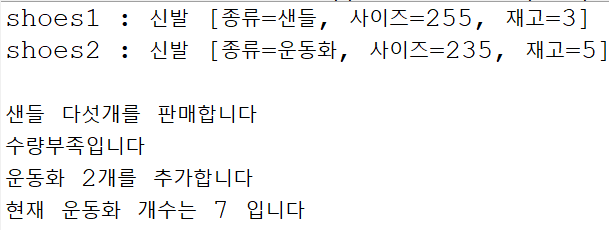 shoes1 : 신발 [종류=샌들, 사이즈=255, 재고=3]
shoes2 : 신발 [종류=운동화, 사이즈=235, 재고=5]
샌들 다섯개를 판매합니다
수량부족입니다
운동화 2개를 추가합니다
현재 운동화 개수는 7 입니다